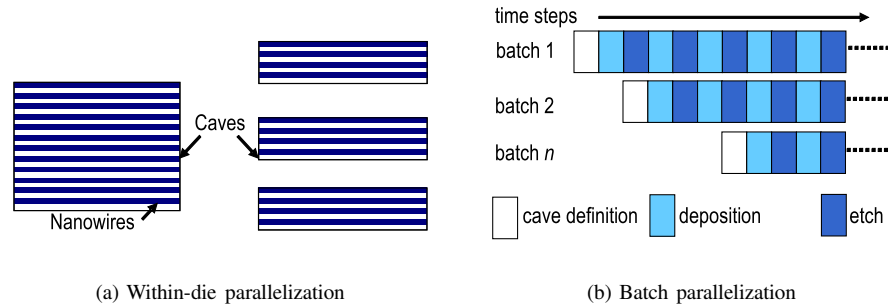 time steps
batch 1
batch 2
batch n
Caves
Nanowires
cave definition
deposition
etch
(a) Within-die parallelization
(b) Batch parallelization